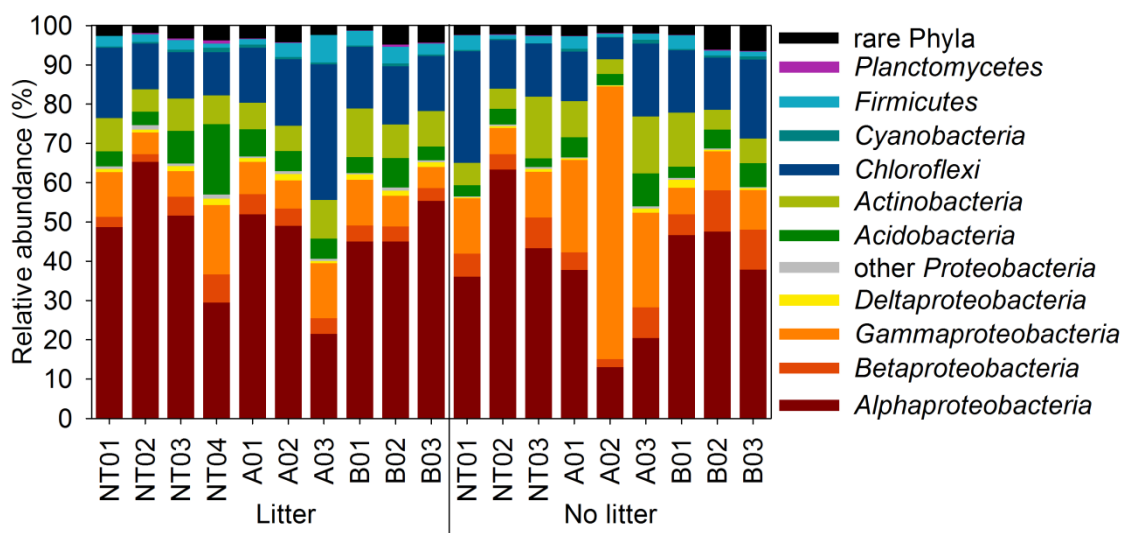 Relative abundance (%)
100
90
80
70
60
50
40
30
20
10
0
NT01 NT02 NT03 NT04 A01 A02 A03 B01 B02 B03 NT01 NT02 NT03 A01 A02 A03 B01 B02 B03
Litter No litter
rare Phyla
Planctomycetes
Firmicutes
Cyanobacteria
Chloroflexi
Actinobacteria
Acidobacteria
other Proteobacteria
Deltaproteobacteria
Gammaproteobacteria
Betaproteobacteria
Alphaproteobacteria